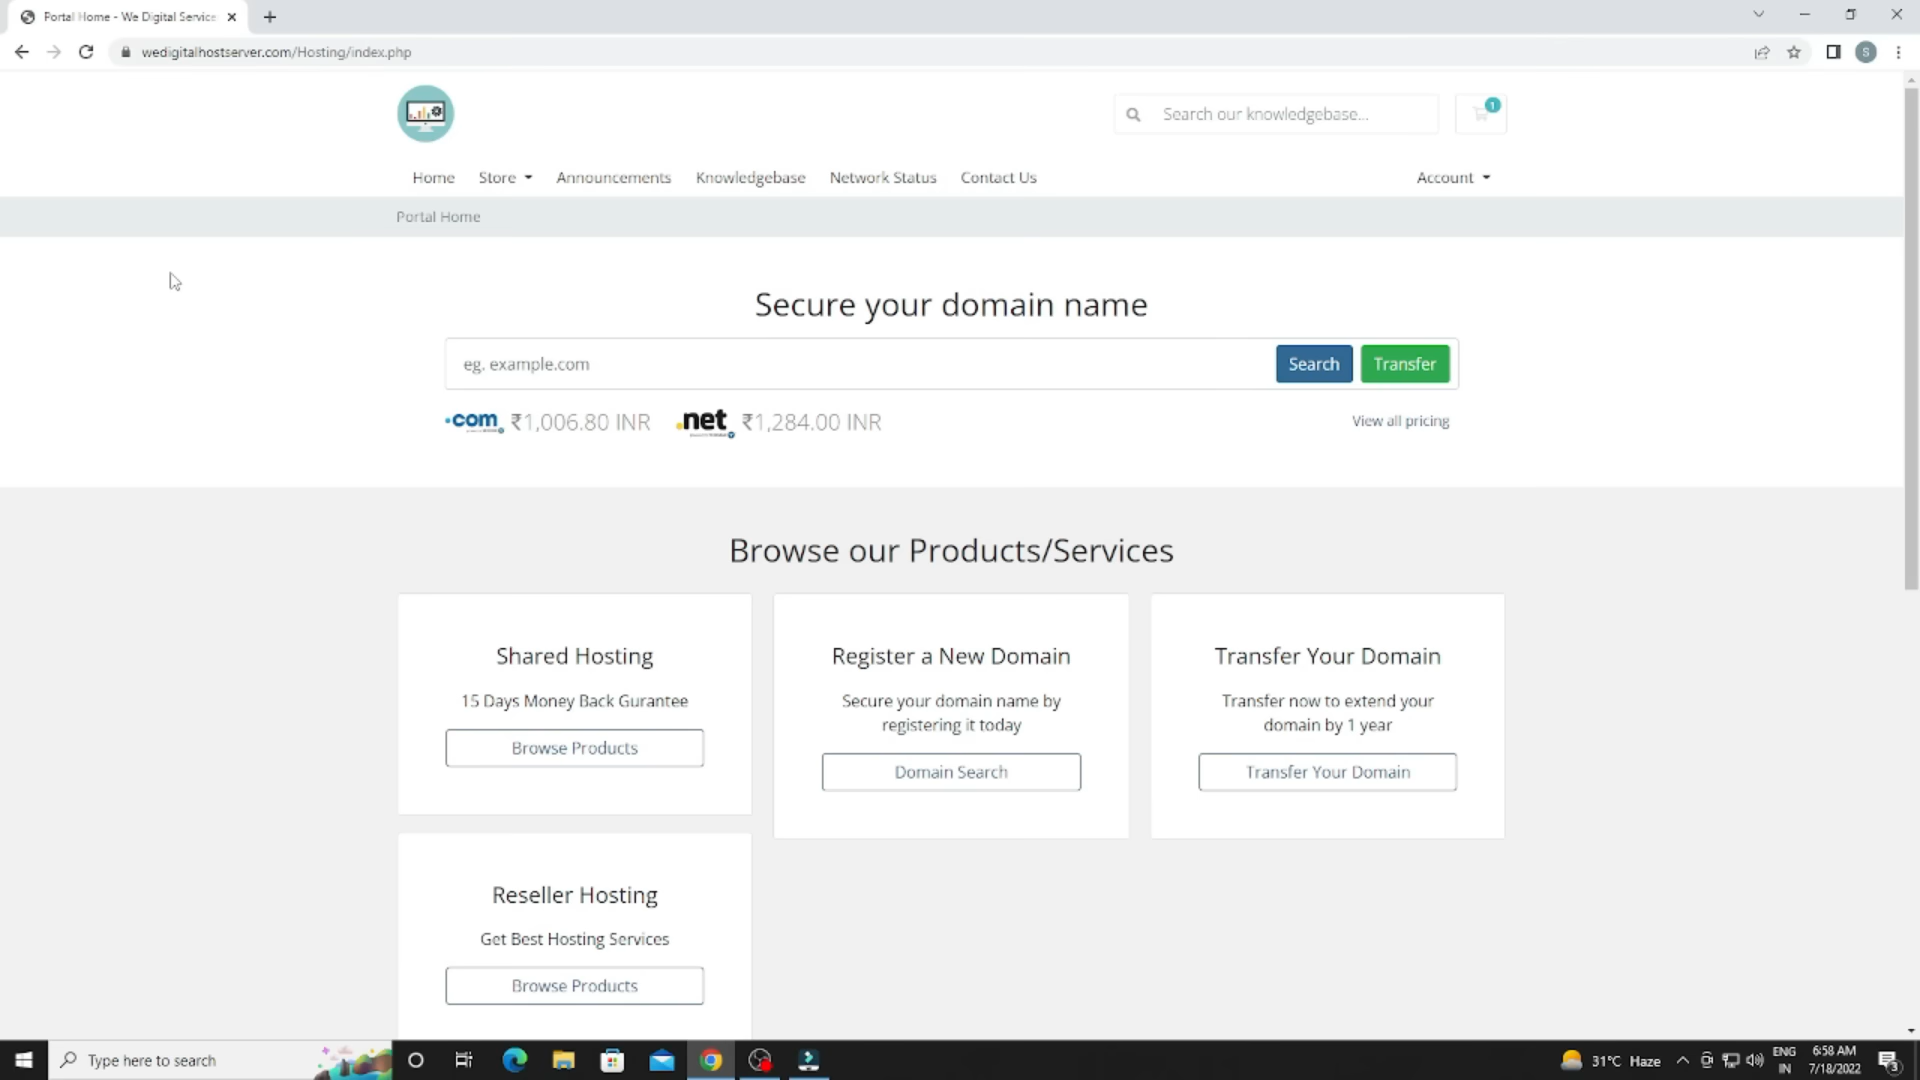 Portal Home - We Digital Service
wedigitalhostserver.com/Hosting/index.php
S
Search our knowledgebase...
1
Home
Store
Announcements
Knowledgebase
Network Status
Contact Us
Account
Portal Home
Secure your domain name
eg. example.com
Search
Transfer
.com ₹1,006.80 INR
.net ₹1,284.00 INR
View all pricing
Browse our Products/Services
Shared Hosting
15 Days Money Back Gurantee
Browse Products
Register a New Domain
Secure your domain name by
registering it today
Domain Search
Transfer Your Domain
Transfer now to extend your
domain by 1 year
Transfer Your Domain
Reseller Hosting
Get Best Hosting Services
Browse Products
Type here to search
31°C Haze
ENG
IN
6:58 AM
7/18/2022
3